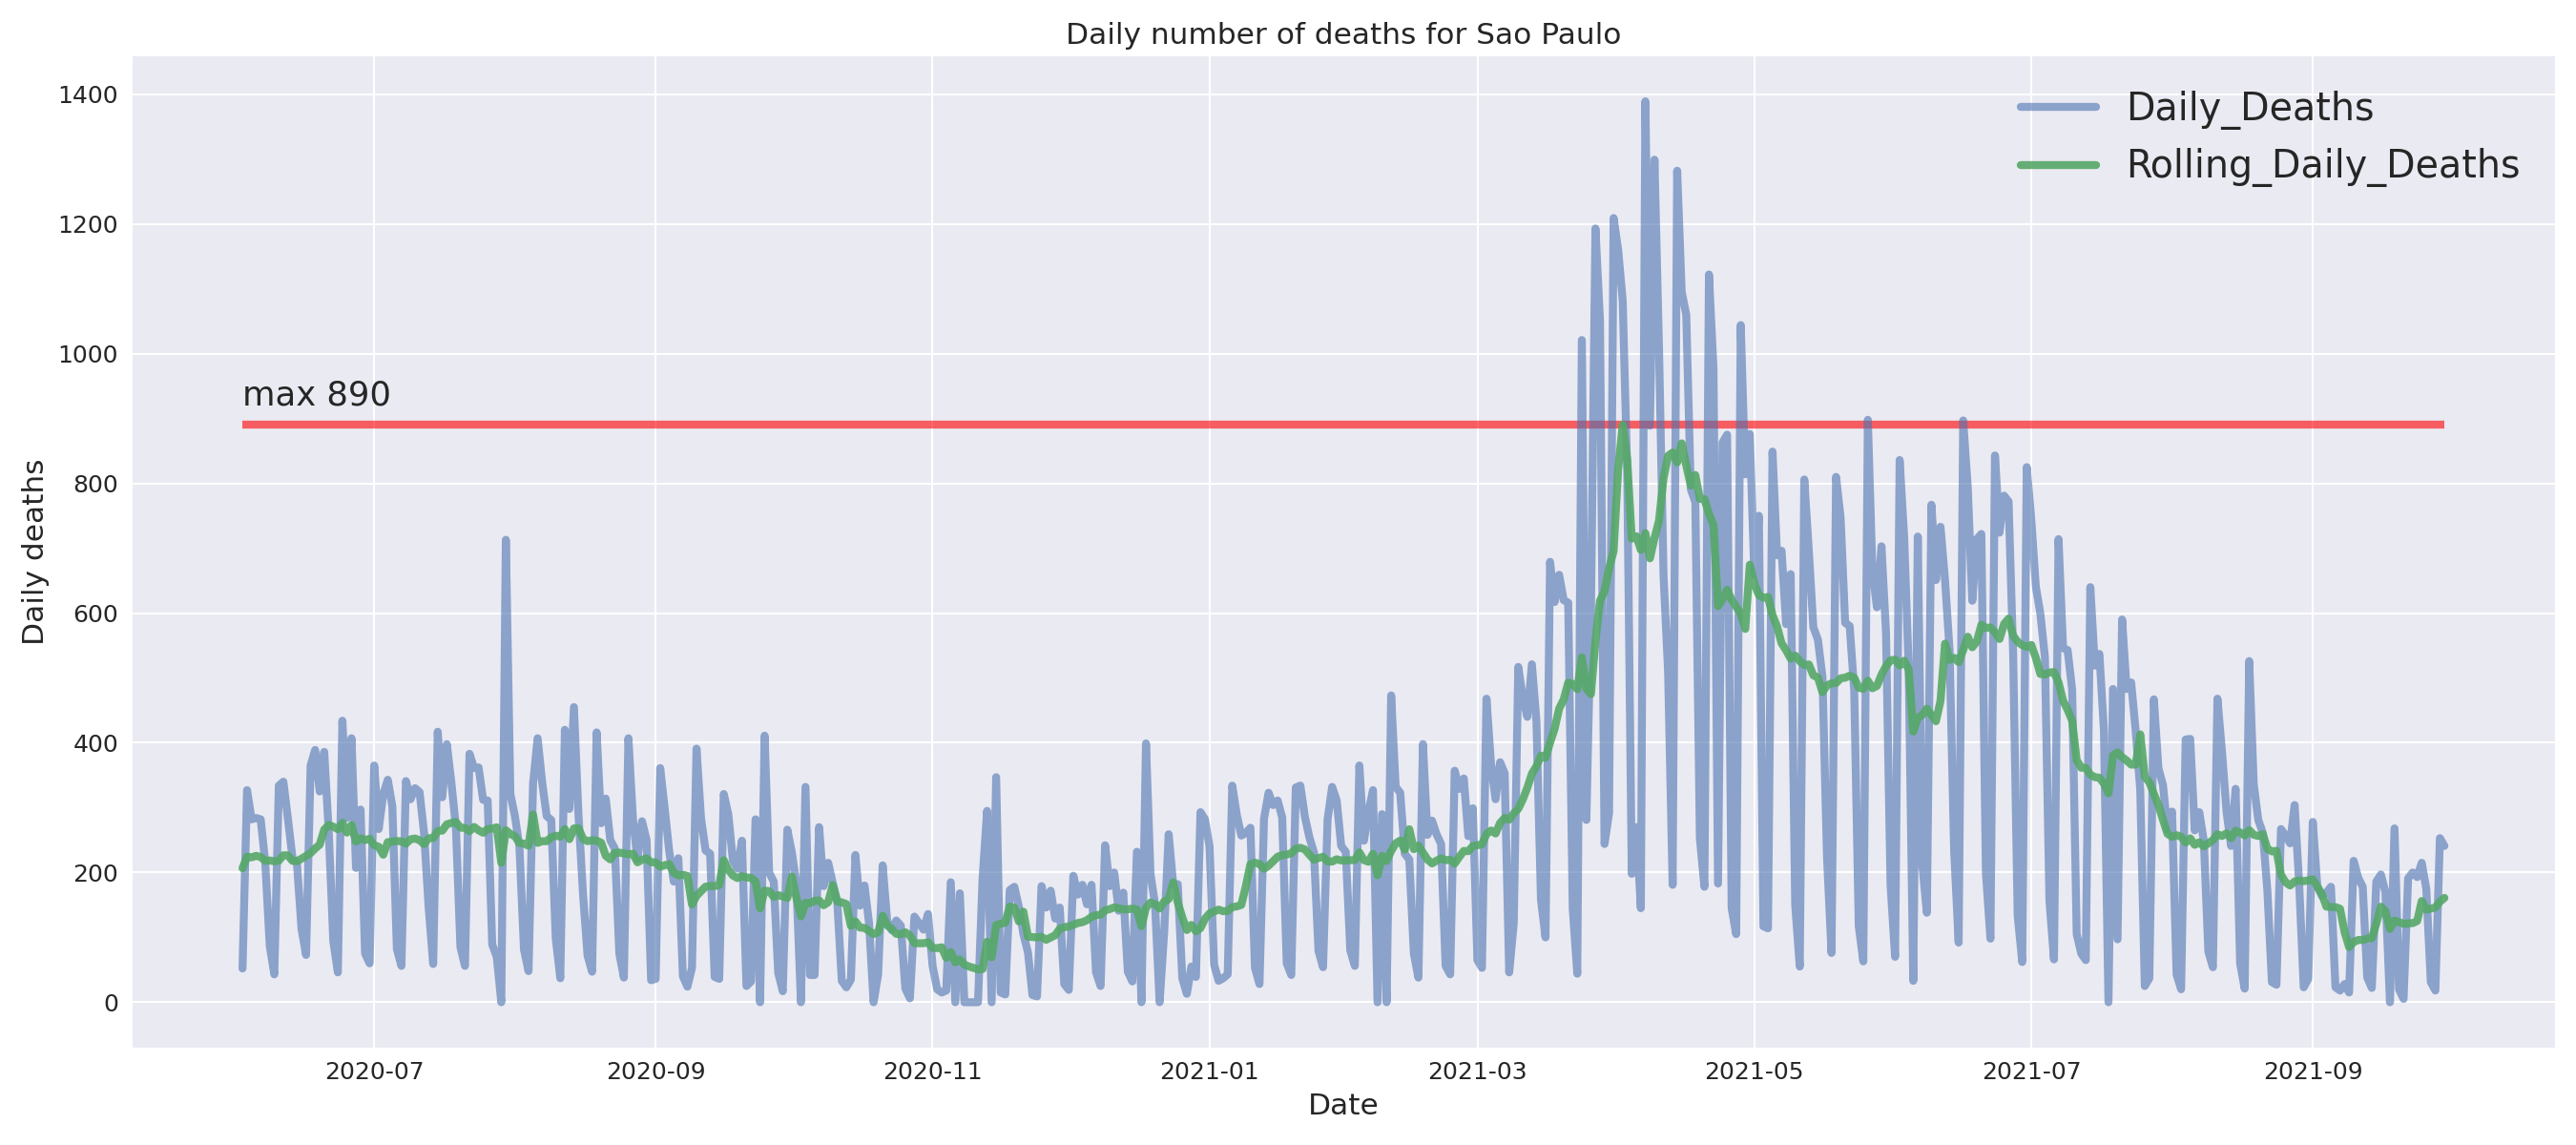 Daily number of deaths for Sao Paulo
1400
1200
1000
800
600
400
200
0
Daily deaths
max 890
Daily_Deaths
Rolling_Daily_Deaths
2020-07
2020-09
2020-11
2021-01
2021-03
2021-05
2021-07
2021-09
Date